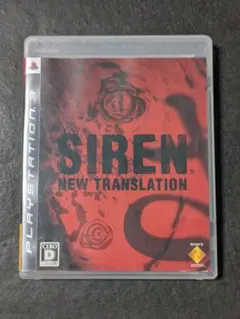 PLAYSTATION 3
SIREN
NEW TRANSLATION
CERO
D
SONY